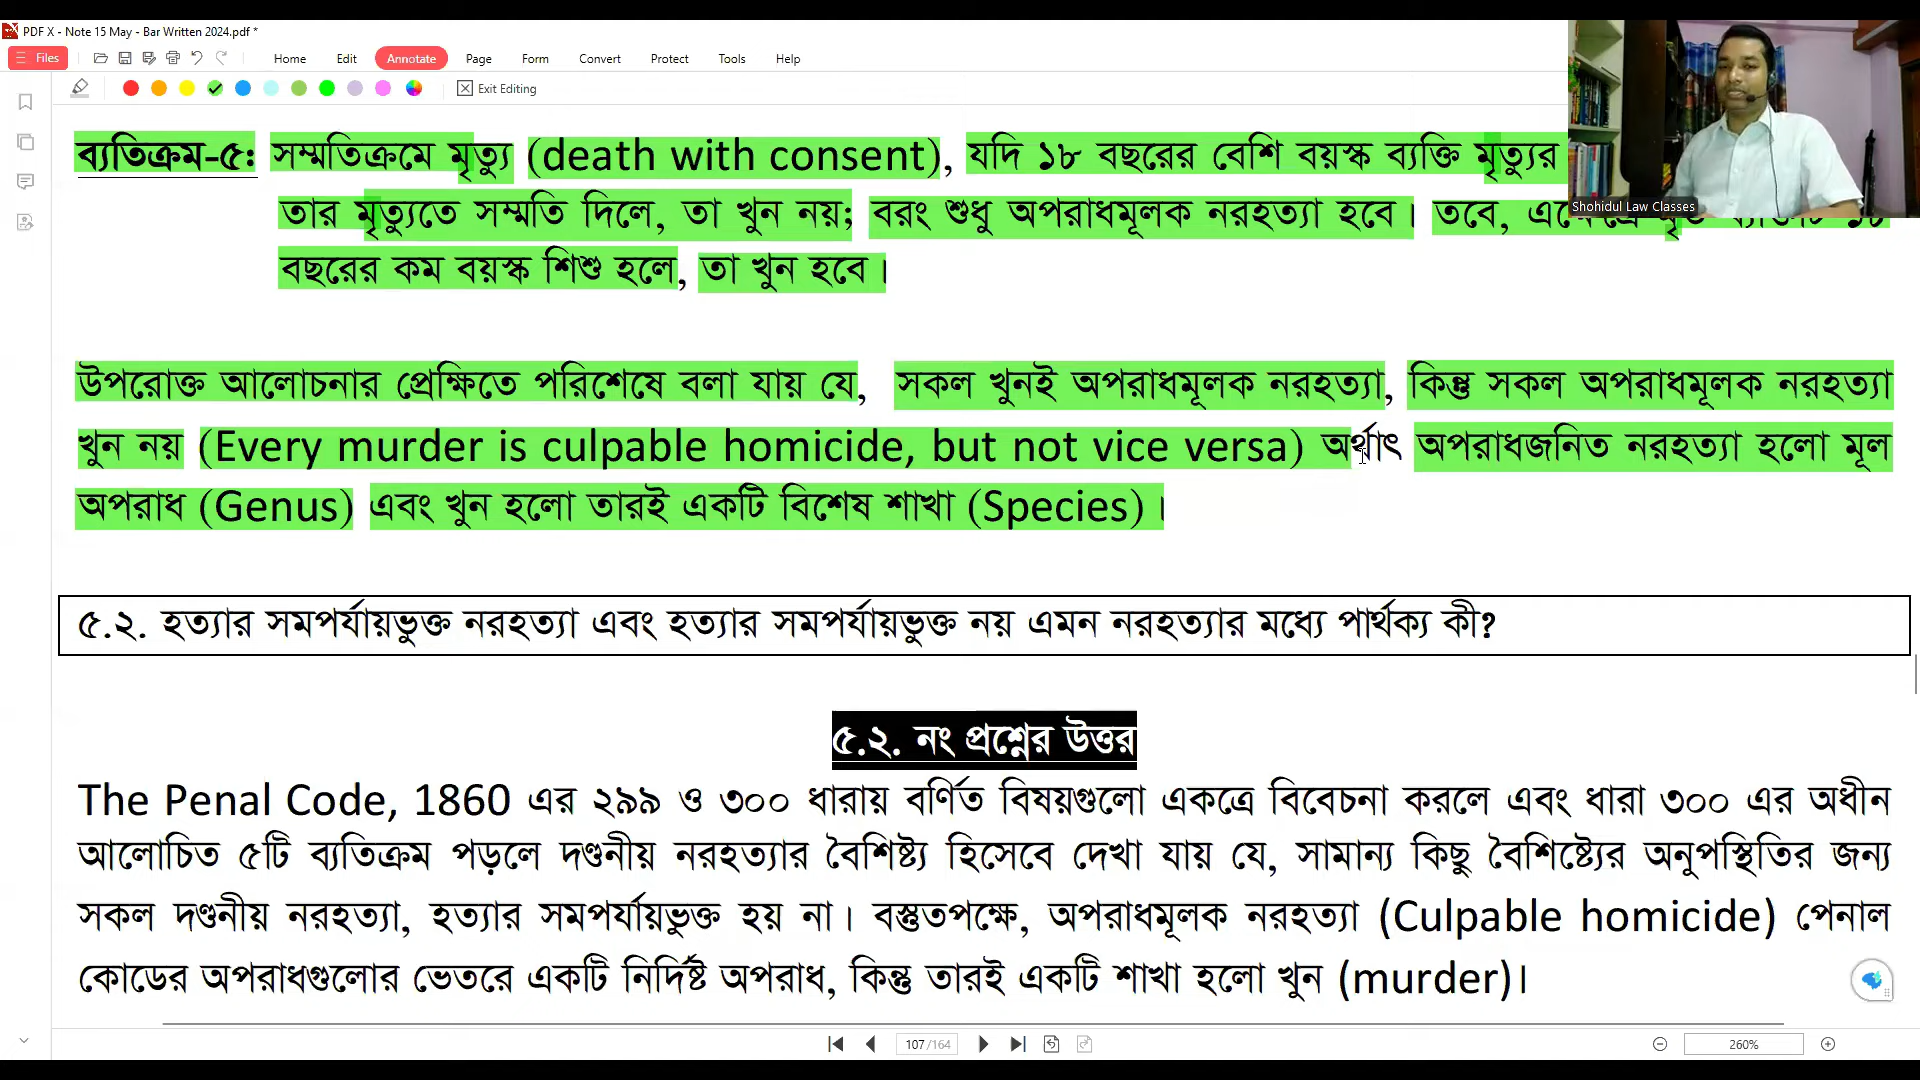 PDF X - Note 15 May - Bar Written 2024.pdf *
Files Home Edit Annotate Page Form Convert Protect Tools Help
Exit Editing
Shohidul Law Classes
ব্যতিক্রম-৫: সম্মতিক্রমে মৃত্যু (death with consent), যদি ১৮ বছরের বেশি বয়স্ক ব্যক্তি মৃত্যুর
তার মৃত্যুতে সম্মতি দিলে, তা খুন নয়; বরং শুধু অপরাধমূলক নরহত্যা হবে। তবে,
বছরের কম বয়স্ক শিশু হলে, তা খুন হবে।
উপরোক্ত আলোচনার প্রেক্ষিতে পরিশেষে বলা যায় যে, সকল খুনই অপরাধমূলক নরহত্যা, কিন্তু সকল অপরাধমূলক নরহত্যা
খুন নয় (Every murder is culpable homicide, but not vice versa) অর্থাৎ অপরাধজনিত নরহত্যা হলো মূল
অপরাধ (Genus) এবং খুন হলো তারই একটি বিশেষ শাখা (Species)।
৫.২. হত্যার সমপর্যায়ভুক্ত নরহত্যা এবং হত্যার সমপর্যায়ভুক্ত নয় এমন নরহত্যার মধ্যে পার্থক্য কী?
৫.২. নং প্রশ্নের উত্তর
The Penal Code, 1860 এর ২৯৯ ও ৩০০ ধারায় বর্ণিত বিষয়গুলো একত্রে বিবেচনা করলে এবং ধারা ৩০০ এর অধীন
আলোচিত ৫টি ব্যতিক্রম পড়লে দণ্ডনীয় নরহত্যার বৈশিষ্ট্য হিসেবে দেখা যায় যে, সামান্য কিছু বৈশিষ্ট্যের অনুপস্থিতির জন্য
সকল দণ্ডনীয় নরহত্যা, হত্যার সমপর্যায়ভুক্ত হয় না। বস্তুতপক্ষে, অপরাধমূলক নরহত্যা (Culpable homicide) পেনাল
কোডের অপরাধগুলোর ভেতরে একটি নির্দিষ্ট অপরাধ, কিন্তু তারই একটি শাখা হলো খুন (murder)।
107 /164
260%